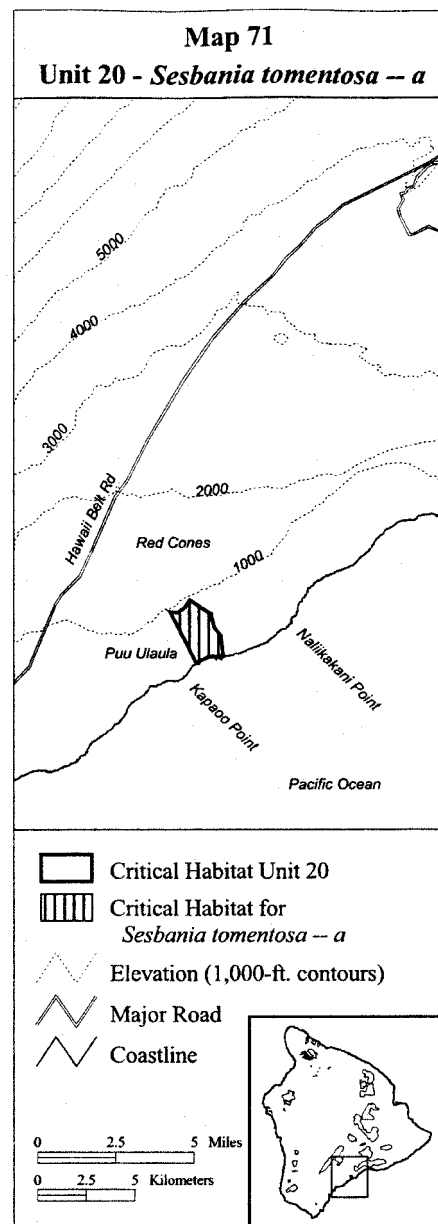 Map 71
Unit 20 - Sesbania tomentosa -- a
5000
4000
3000
Hawaii Belt Rd
2000
Red Cones
1000
Puu Ulaula
Kapaoo Point
Naliikakani Point
Pacific Ocean
Critical Habitat Unit 20
Critical Habitat for
Sesbania tomentosa -- a
Elevation (1,000-ft. contours)
Major Road
Coastline
0 2.5 5 Miles
0 2.5 5 Kilometers